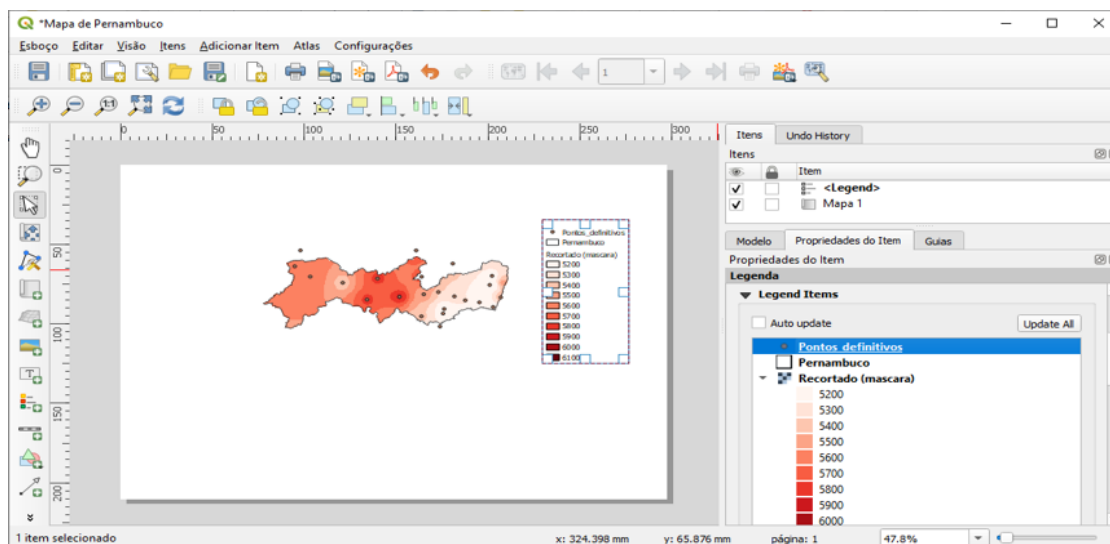 *Mapa de Pernambuco
Esboço Editar Visão Itens Adicionar Item Atlas Configurações
1
0 50 100 150 200 250 300
0
50
100
150
200
Pontos_definitivos
Pernambuco
Recortado (mascara)
5200
5300
5400
5500
5600
5700
5800
5900
6000
6100
Itens Undo History
Itens
Item
<Legend>
Mapa 1
Modelo Propriedades do Item Guias
Propriedades do Item
Legenda
Legend Items
Auto update Update All
Pontos_definitivos
Pernambuco
Recortado (mascara)
5200
5300
5400
5500
5600
5700
5800
5900
6000
1 item selecionado x: 324.398 mm y: 65.876 mm página: 1 47.8%